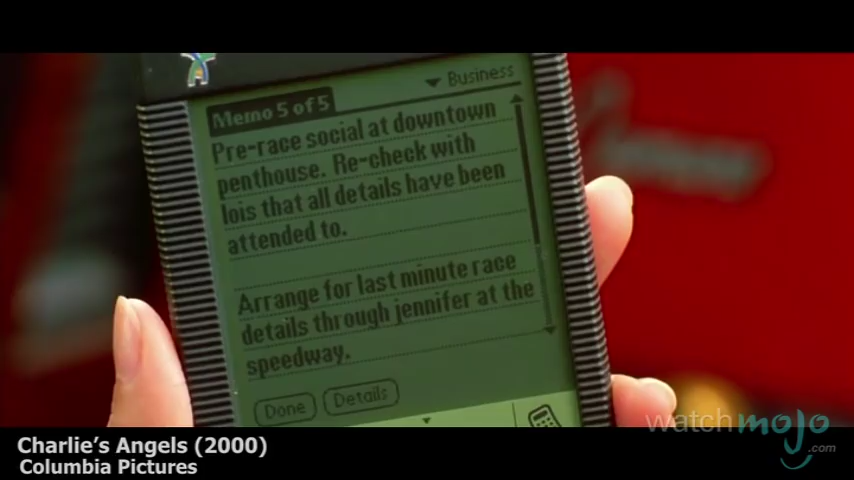 Business
Memo 5 of 5
Pre-race social at downtown
penthouse. Re-check with
lois that all details have been
attended to.
Arrange for last minute race
details through jennifer at the
speedway.
Done Details
watchmojo
.com
Charlie's Angels (2000)
Columbia Pictures